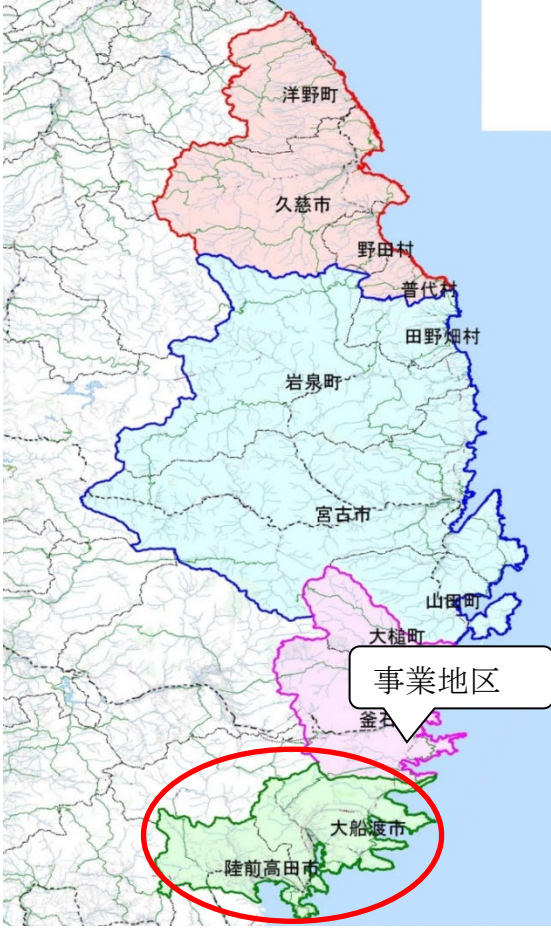 洋野町
久慈市
野田村
普代村
田野畑村
岩泉町
宮古市
山田町
大槌町
事業地区
釜石
大船渡市
陸前高田市